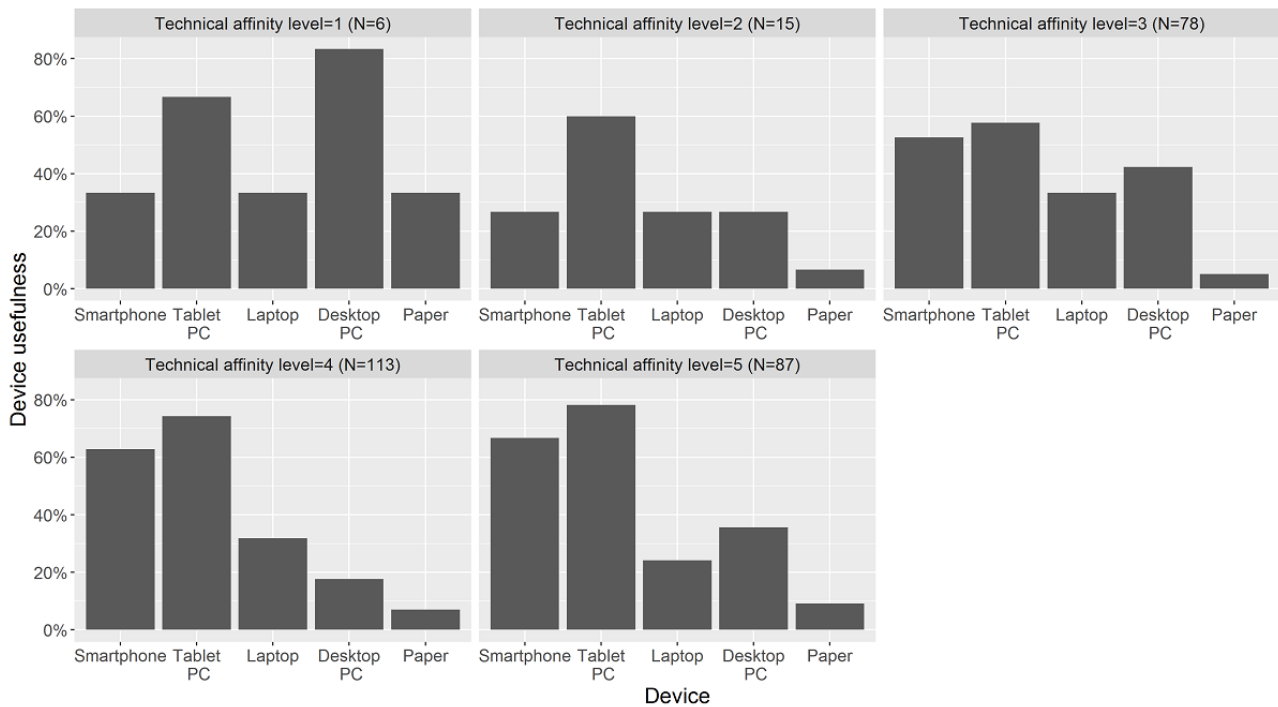 Technical affinity level=1 (N=6)
Technical affinity level=2 (N=15)
Technical affinity level=3 (N=78)
80%
60%
40%
20%
0%
Smartphone Tablet PC Laptop Desktop PC Paper
Smartphone Tablet PC Laptop Desktop PC Paper
Smartphone Tablet PC Laptop Desktop PC Paper
Device usefulness
Technical affinity level=4 (N=113)
Technical affinity level=5 (N=87)
80%
60%
40%
20%
0%
Smartphone Tablet PC Laptop Desktop PC Paper
Smartphone Tablet PC Laptop Desktop PC Paper
Device